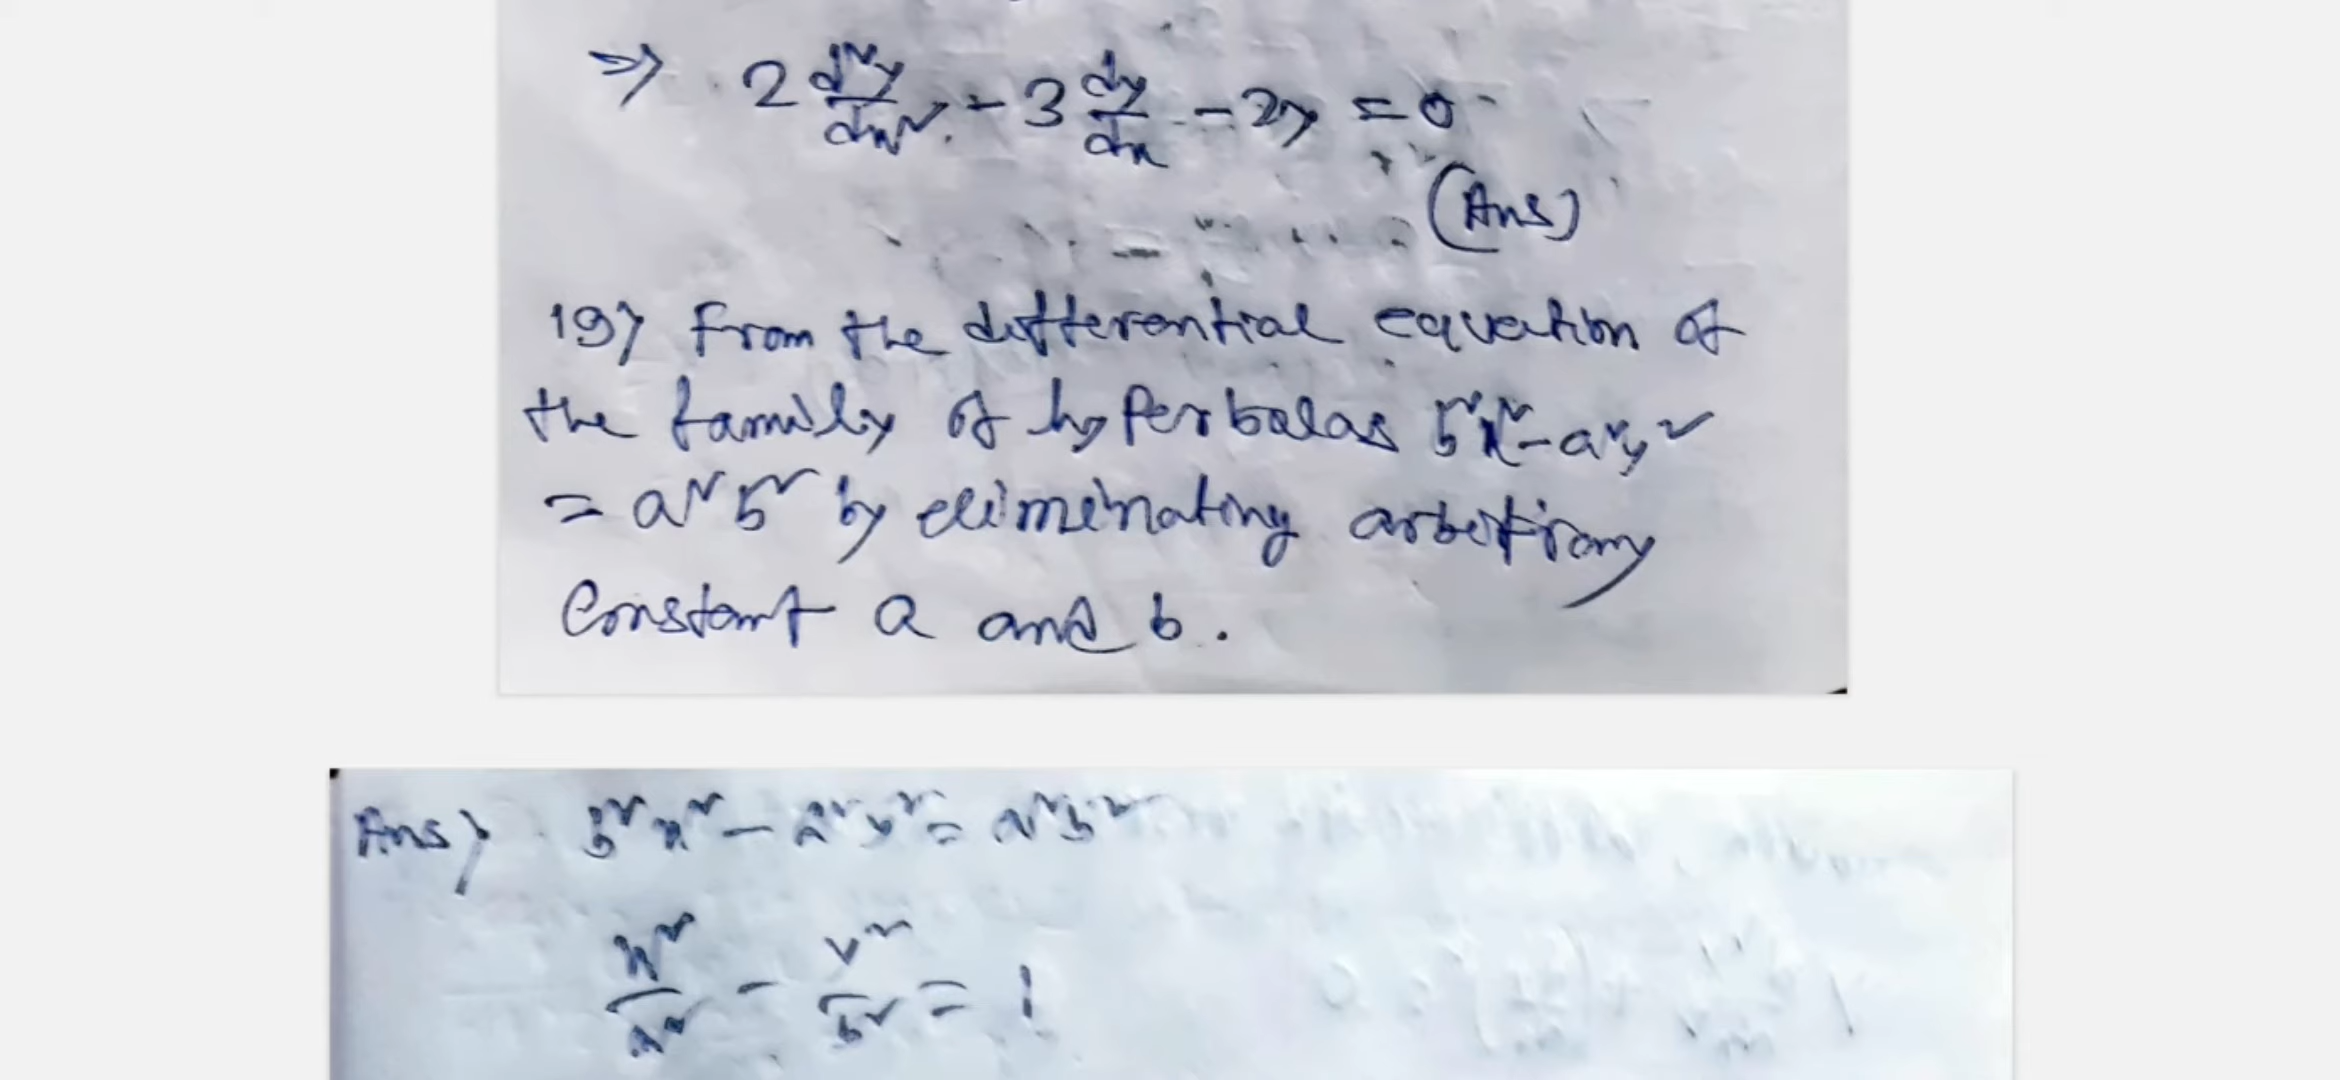 ⇒ 2 d²y/dx² - 3 dy/dx - 2y = 0
(Ans)
19) From the differential equation of
the family of hyperbolas b²x² - a²y²
= a²b² by eliminating arbitrary
Constant a and b.
Ans) b²x² - a²y² = a²b²
x²/a² - y²/b² = 1